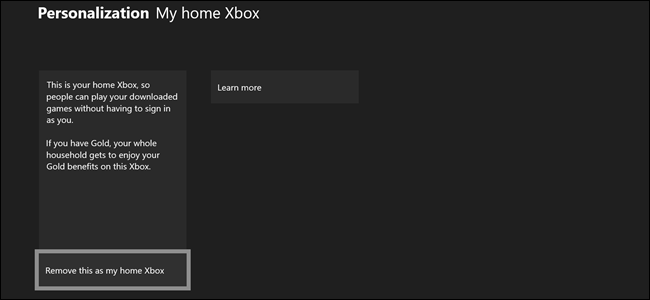 Personalization My home Xbox
This is your home Xbox, so
people can play your downloaded
games without having to sign in
as you.
If you have Gold, your whole
household gets to enjoy your
Gold benefits on this Xbox.
Remove this as my home Xbox
Learn more